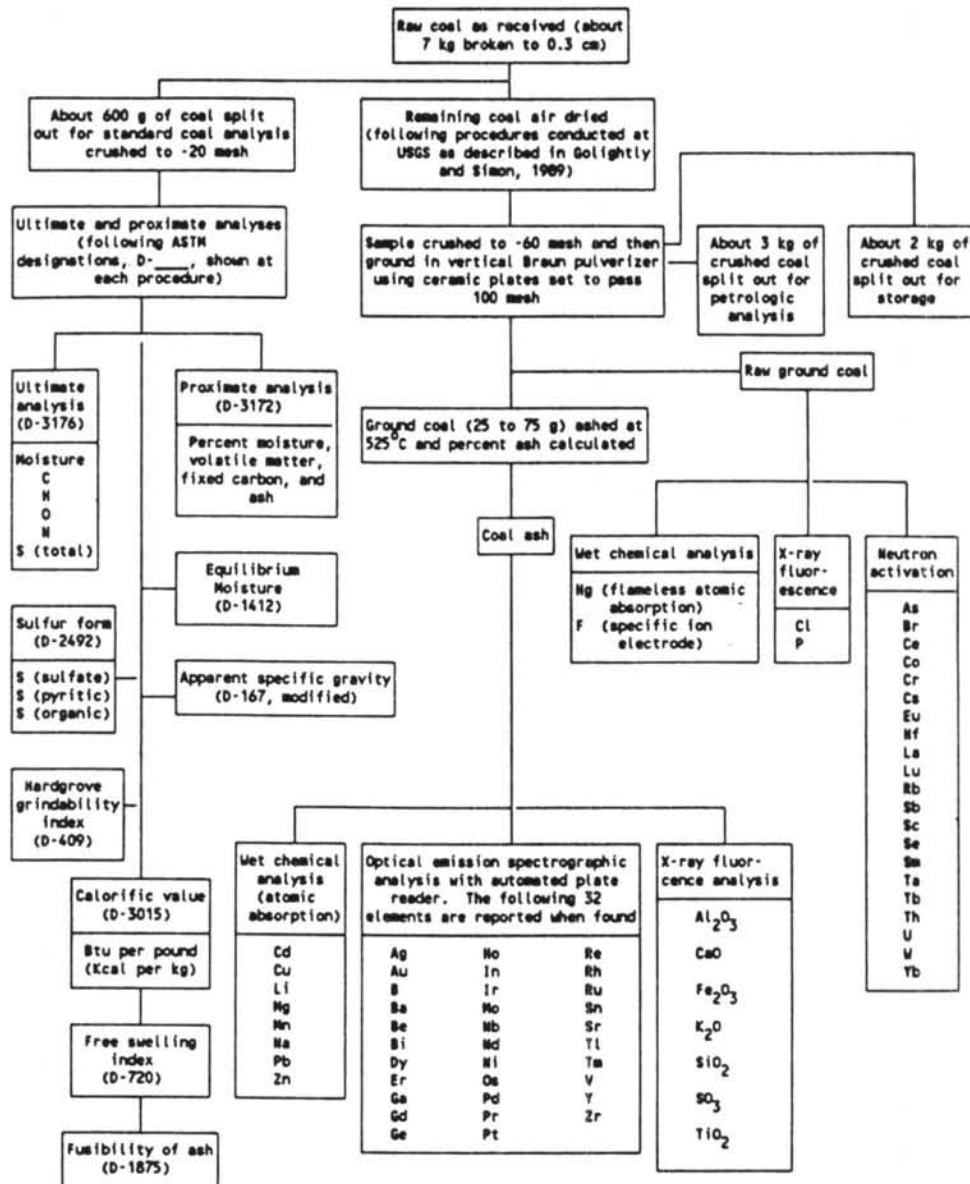 Raw coal as received (about
7 kg broken to 0.3 cm)
About 600 g of coal split
out for standard coal analysis
crushed to -20 mesh
Remaining coal air dried
(following procedures conducted at
USGS as described in Golightly
and Simon, 1989)
Ultimate and proximate analyses
(following ASTM
designations, D-____, shown at
each procedure)
Sample crushed to -60 mesh and then
ground in vertical Braun pulverizer
using ceramic plates set to pass
100 mesh
About 3 kg of
crushed coal
split out for
petrologic
analysis
About 2 kg of
crushed coal
split out for
storage
Raw ground coal
Ultimate
analysis
(D-3176)
Moisture
C
H
O
N
S (total)
Proximate analysis
(D-3172)
Percent moisture,
volatile matter,
fixed carbon, and
ash
Ground coal (25 to 75 g) ashed at
525°C and percent ash calculated
Coal ash
Wet chemical analysis
Hg (flameless atomic
absorption)
F (specific ion
electrode)
X-ray
fluor-
escence
Cl
P
Neutron
activation
As
Br
Ce
Co
Cr
Cs
Eu
Hf
La
Lu
Rb
Sb
Sc
Se
Sm
Ta
Tb
Th
U
W
Yb
Equilibrium
Moisture
(D-1412)
Sulfur form
(D-2492)
S (sulfate)
S (pyritic)
S (organic)
Apparent specific gravity
(D-167, modified)
Hardgrove
grindability
index
(D-409)
Calorific value
(D-3015)
Btu per pound
(Kcal per kg)
Free swelling
index
(D-720)
Fusibility of ash
(D-1875)
Wet chemical
analysis
(atomic
absorption)
Cd
Cu
Li
Mg
Mn
Na
Pb
Zn
Optical emission spectrographic
analysis with automated plate
reader. The following 32
elements are reported when found
Ag Ho Re
Au In Rh
B Ir Ru
Ba Mo Sn
Be Nb Sr
Bi Nd Tl
Dy Ni Tm
Er Os V
Ga Pd Y
Gd Pr Zr
Ge Pt
X-ray fluor-
cence analysis
Al₂O₃
CaO
Fe₂O₃
K₂O
SiO₂
SO₃
TiO₂